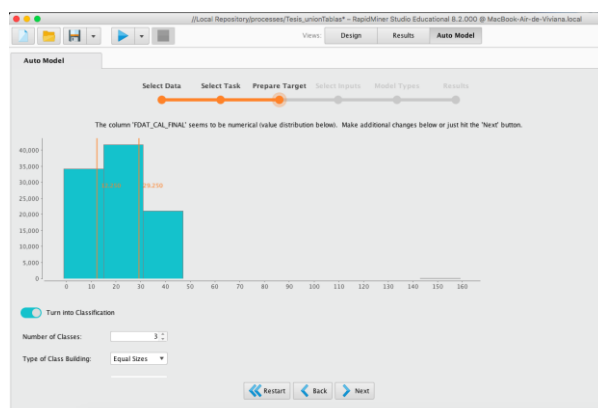 //Local Repository/processes/Tesis_unionTablas* – RapidMiner Studio Educational 8.2.000 @ MacBook-Air-de-Viviana.local
Views: Design Results Auto Model
Auto Model
Select Data Select Task Prepare Target Select Inputs Model Types Results
The column 'FDAT_CAL_FINAL' seems to be numerical (value distribution below). Make additional changes below or just hit the 'Next' button.
40,000
35,000
30,000
29.250
25,000
20,000
15,000
10,000
5,000
0
0 10 20 30 40 50 60 70 80 90 100 110 120 130 140 150 160
Turn into Classification
Number of Classes: 3
Type of Class Building: Equal Sizes
Restart Back Next